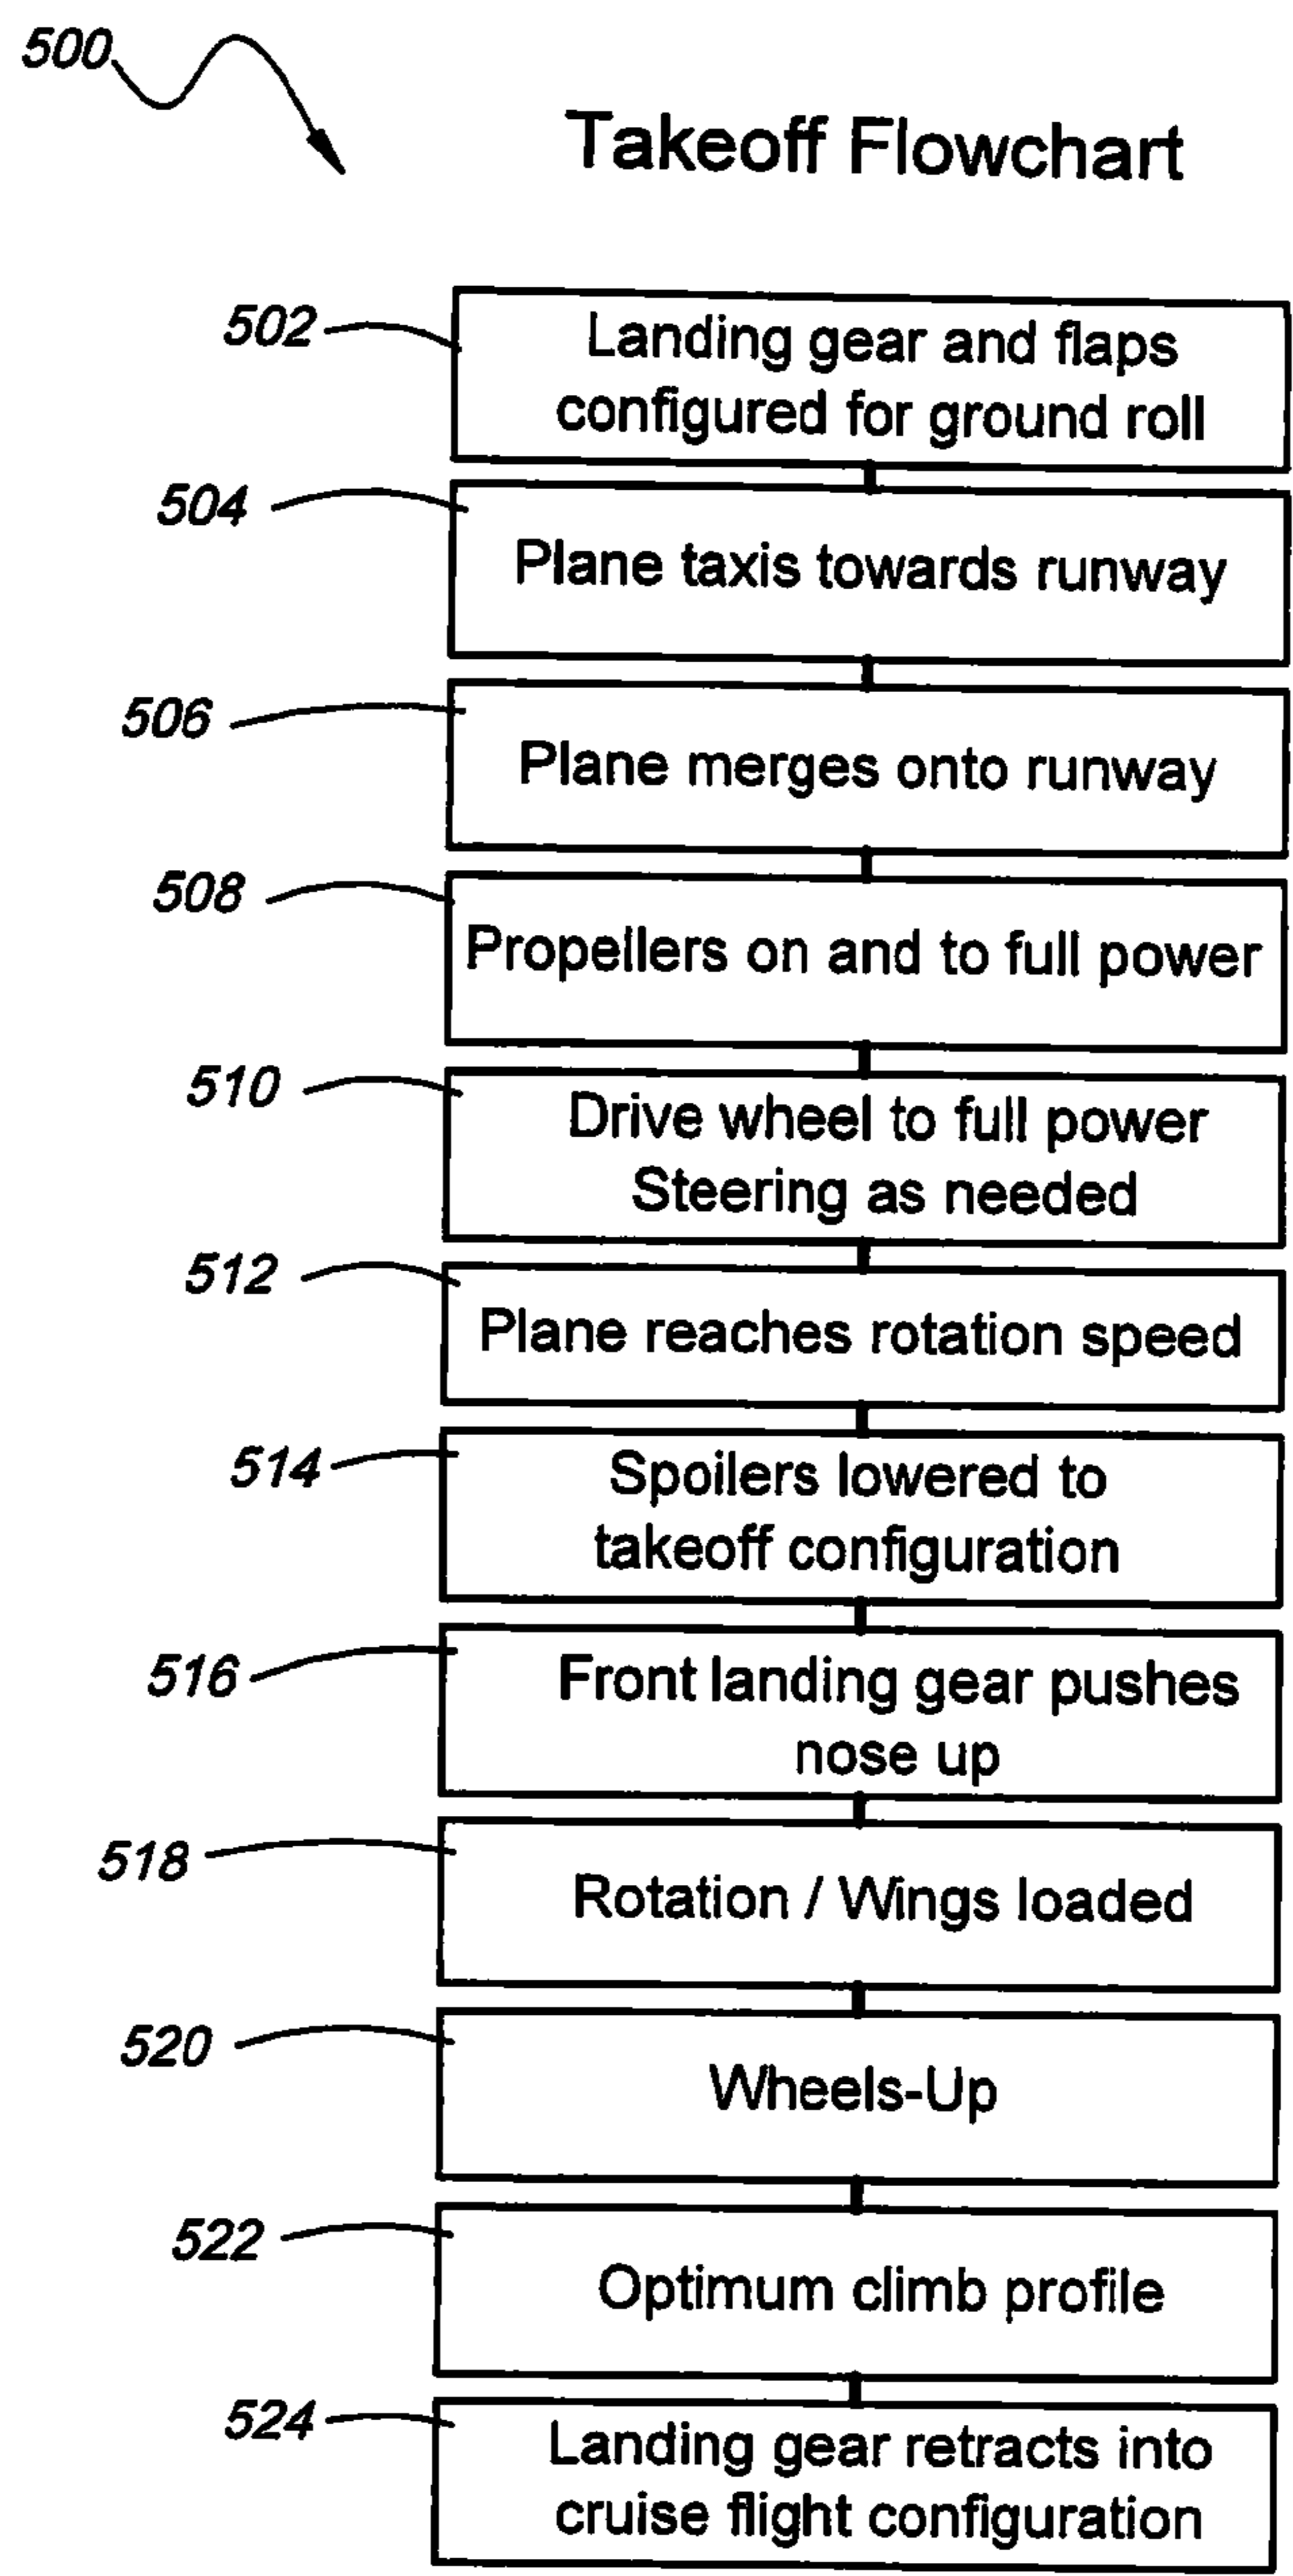 500
Takeoff Flowchart
502
Landing gear and flaps
configured for ground roll
504
Plane taxis towards runway
506
Plane merges onto runway
508
Propellers on and to full power
510
Drive wheel to full power
Steering as needed
512
Plane reaches rotation speed
514
Spoilers lowered to
takeoff configuration
516
Front landing gear pushes
nose up
518
Rotation / Wings loaded
520
Wheels-Up
522
Optimum climb profile
524
Landing gear retracts into
cruise flight configuration